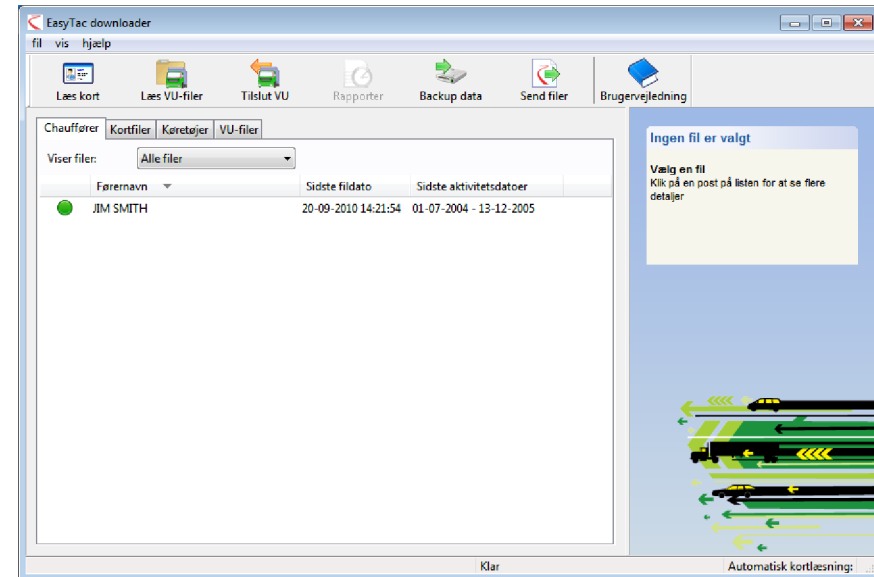 EasyTac downloader
fil vis hjælp
Læs kort Læs VU-filer Tilslut VU Rapporter Backup data Send filer Brugervejledning
Chauffører Kortfiler Køretøjer VU-filer
Viser filer: Alle filer
Førernavn Sidste fildato Sidste aktivitetsdatoer
JIM SMITH 20-09-2010 14:21:54 01-07-2004 - 13-12-2005
Ingen fil er valgt
Vælg en fil
Klik på en post på listen for at se flere
detaljer
Klar Automatisk kortlæsning: